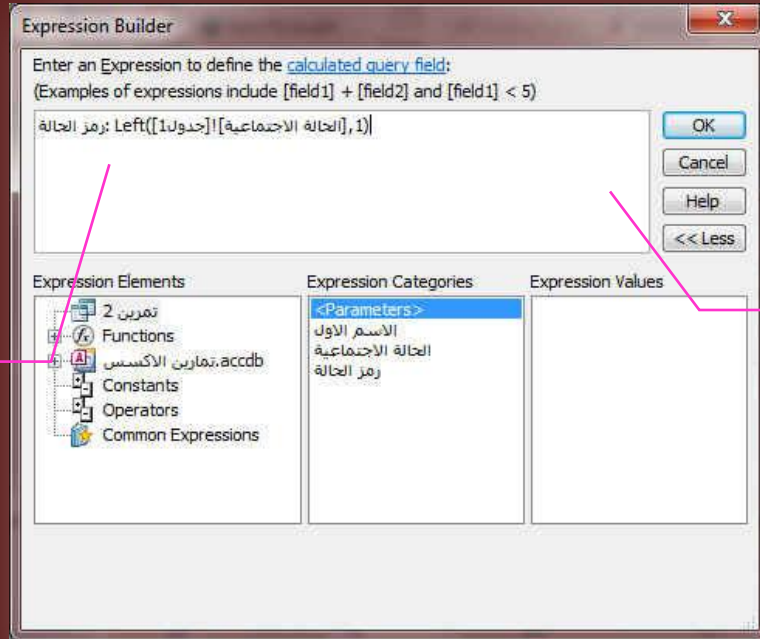 Expression Builder
Enter an Expression to define the calculated query field:
(Examples of expressions include [field1] + [field2] and [field1] < 5)
رمز الحالة: Left([جدول1]![الحالة الاجتماعية],1)
OK
Cancel
Help
<< Less
Expression Elements
تمرين 2
Functions
تمارين الاكسس.accdb
Constants
Operators
Common Expressions
Expression Categories
<Parameters>
الاسم الاول
الحالة الاجتماعية
رمز الحالة
Expression Values